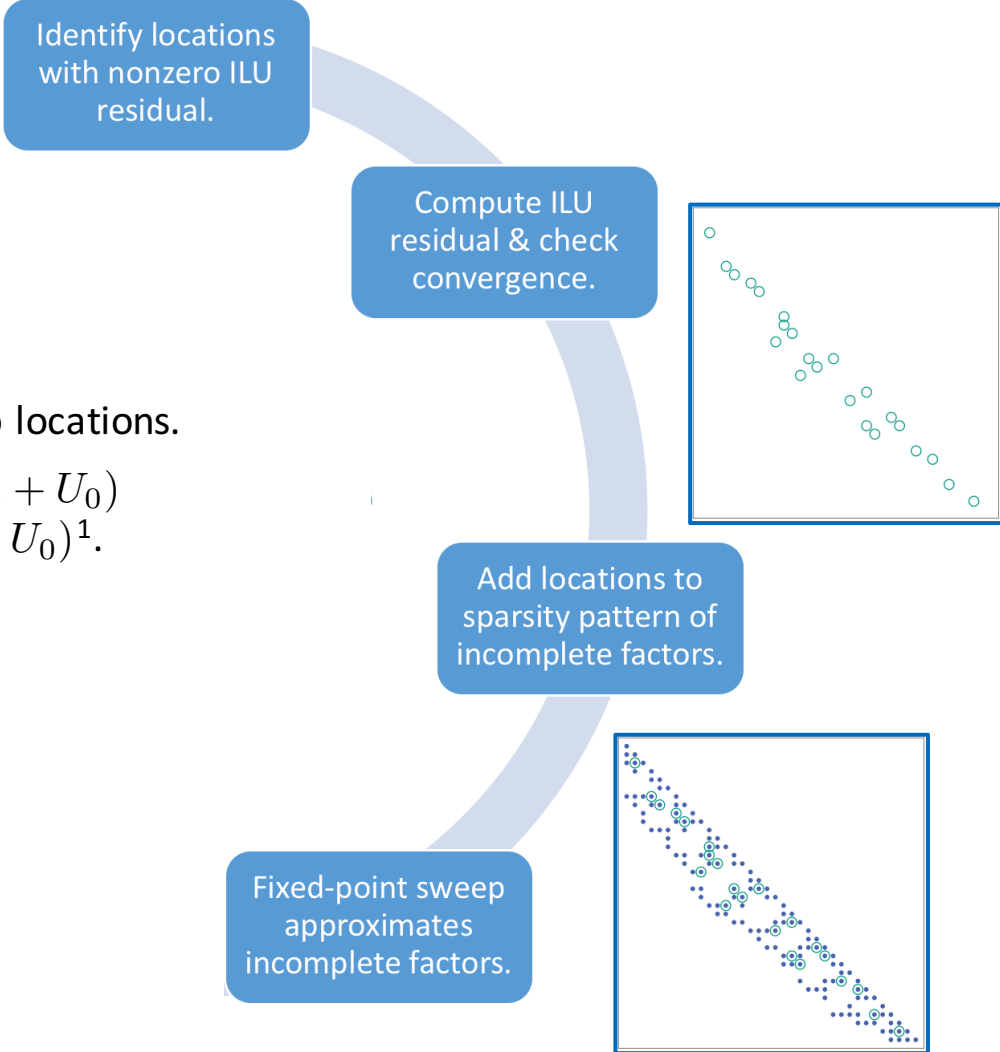 Identify locations
with nonzero ILU
residual.
Compute ILU
residual & check
convergence.
locations.
+ U₀)
U₀)¹.
Add locations to
sparsity pattern of
incomplete factors.
Fixed-point sweep
approximates
incomplete factors.